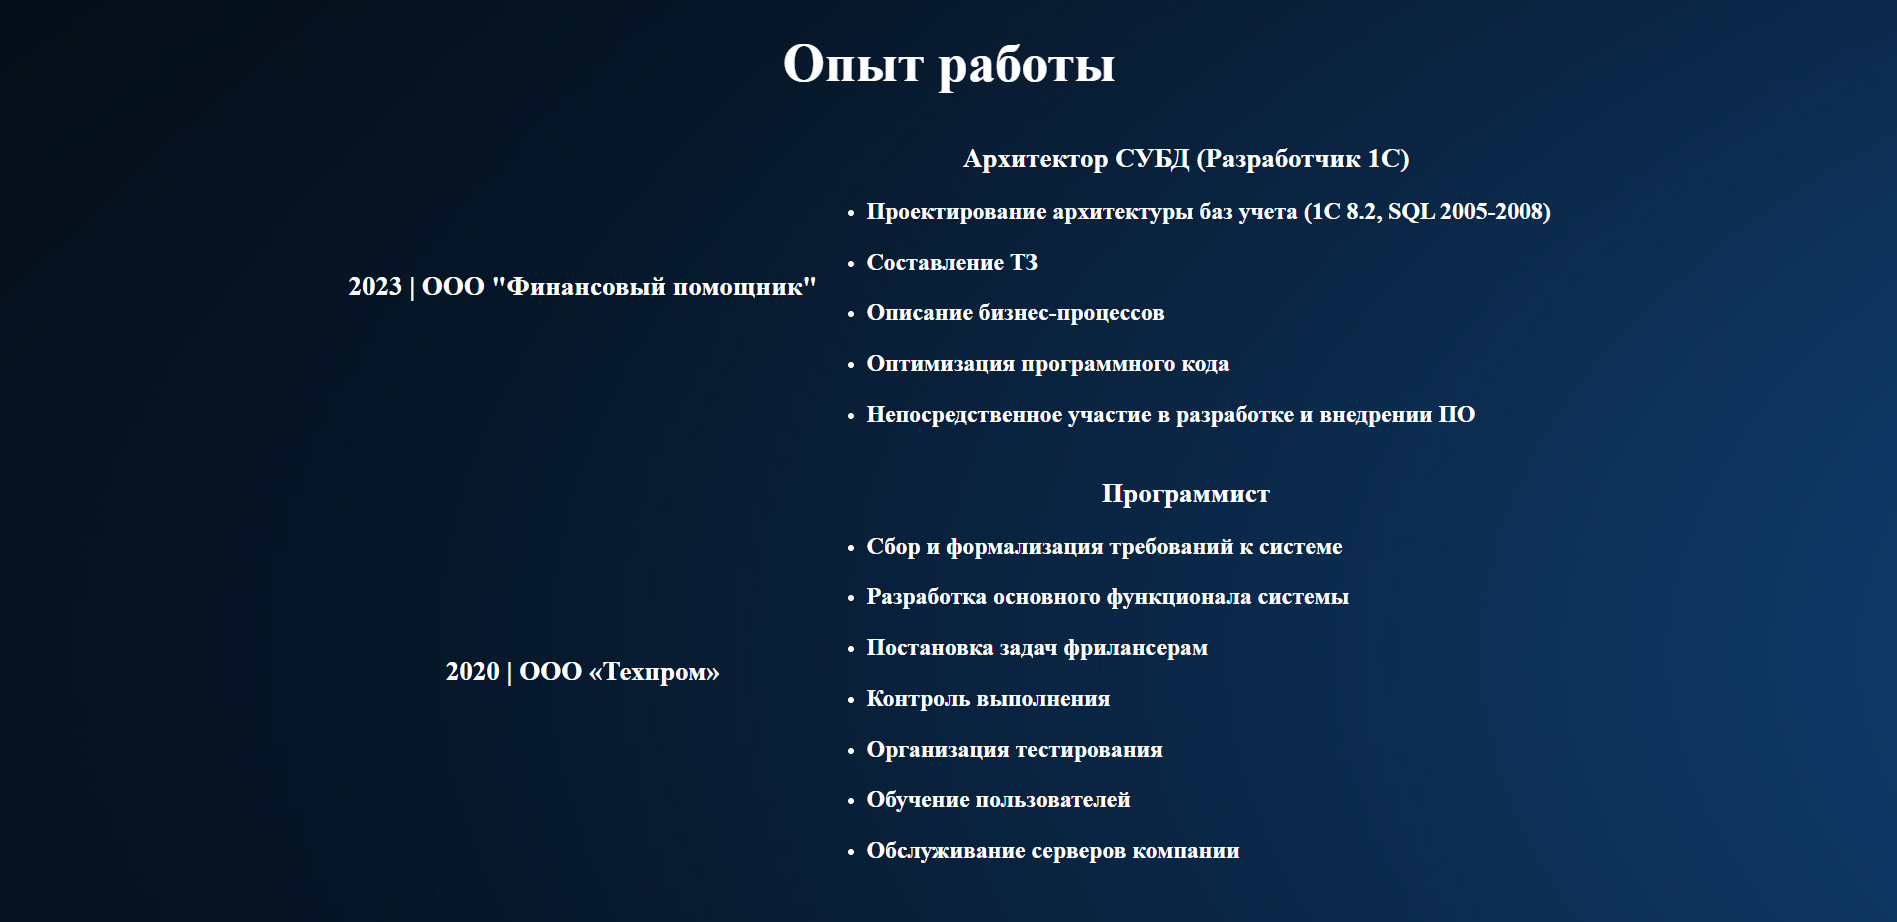 Опыт работы
2023 | ООО "Финансовый помощник"
Архитектор СУБД (Разработчик 1С)
• Проектирование архитектуры баз учета (1С 8.2, SQL 2005-2008)
• Составление ТЗ
• Описание бизнес-процессов
• Оптимизация программного кода
• Непосредственное участие в разработке и внедрении ПО
2020 | ООО «Техпром»
Программист
• Сбор и формализация требований к системе
• Разработка основного функционала системы
• Постановка задач фрилансерам
• Контроль выполнения
• Организация тестирования
• Обучение пользователей
• Обслуживание серверов компании